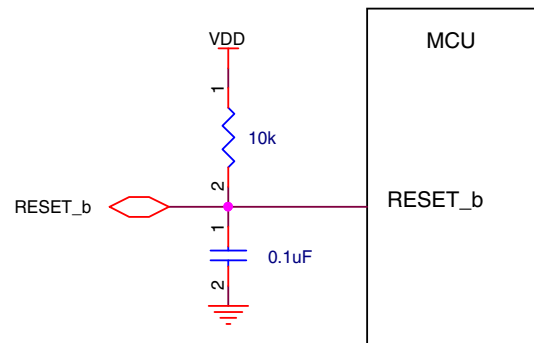 VDD
MCU
1
10k
2
RESET_b
RESET_b
1
0.1uF
2